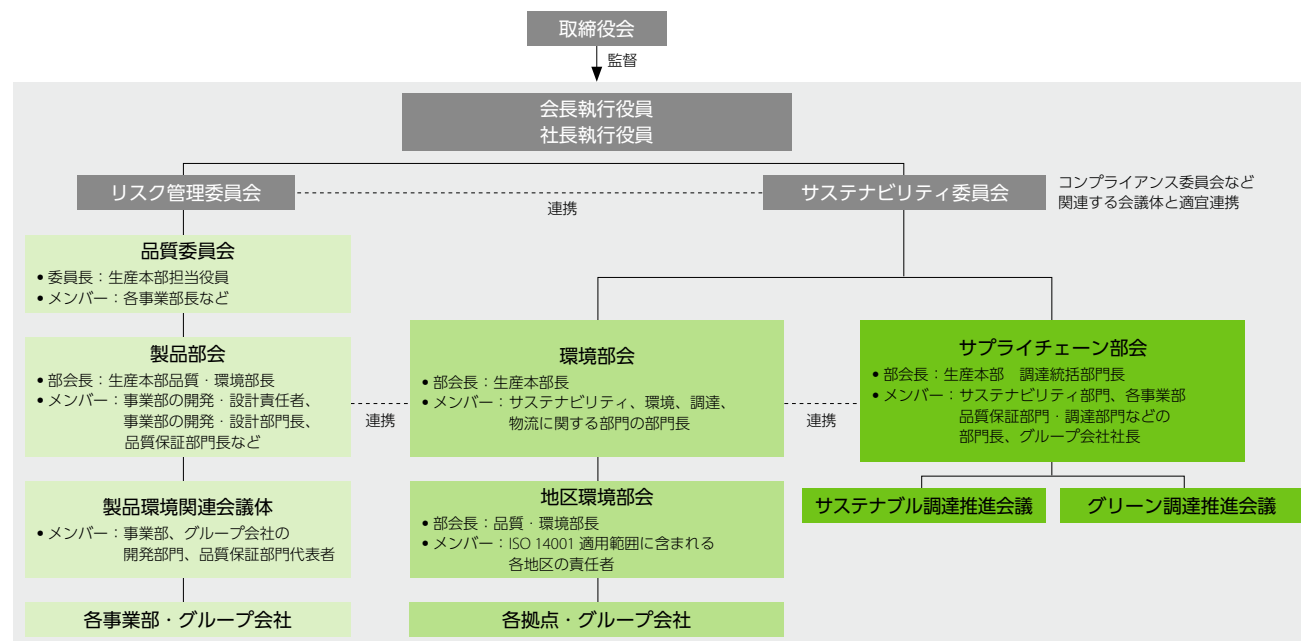 取締役会
監督
会長執行役員
社長執行役員
リスク管理委員会
連携
サステナビリティ委員会
コンプライアンス委員会など
関連する会議体と適宜連携
品質委員会
• 委員長：生産本部担当役員
• メンバー：各事業部長など
製品部会
• 部会長：生産本部品質・環境部長
• メンバー：事業部の開発・設計責任者、
事業部の開発・設計部門長、
品質保証部門長など
連携
環境部会
• 部会長：生産本部長
• メンバー：サステナビリティ、環境、調達、
物流に関する部門の部門長
連携
サプライチェーン部会
• 部会長：生産本部　調達統括部門長
• メンバー：サステナビリティ部門、各事業部
品質保証部門・調達部門などの
部門長、グループ会社社長
製品環境関連会議体
• メンバー：事業部、グループ会社の
開発部門、品質保証部門代表者
地区環境部会
• 部会長：品質・環境部長
• メンバー：ISO 14001 適用範囲に含まれる
各地区の責任者
サステナブル調達推進会議
グリーン調達推進会議
各事業部・グループ会社
各拠点・グループ会社